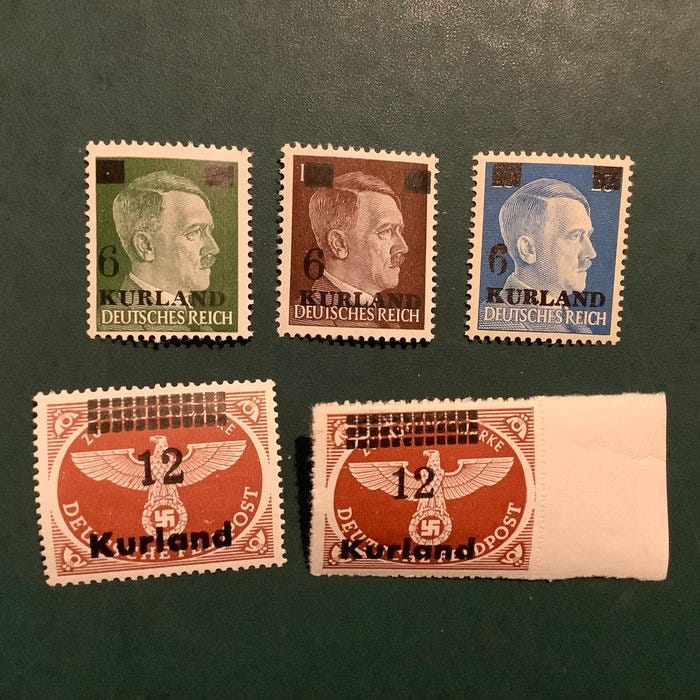 6
KURLAND
DEUTSCHES REICH
1
6
KURLAND
DEUTSCHES REICH
6
KURLAND
DEUTSCHES REICH
12
Kurland
12
Kurland